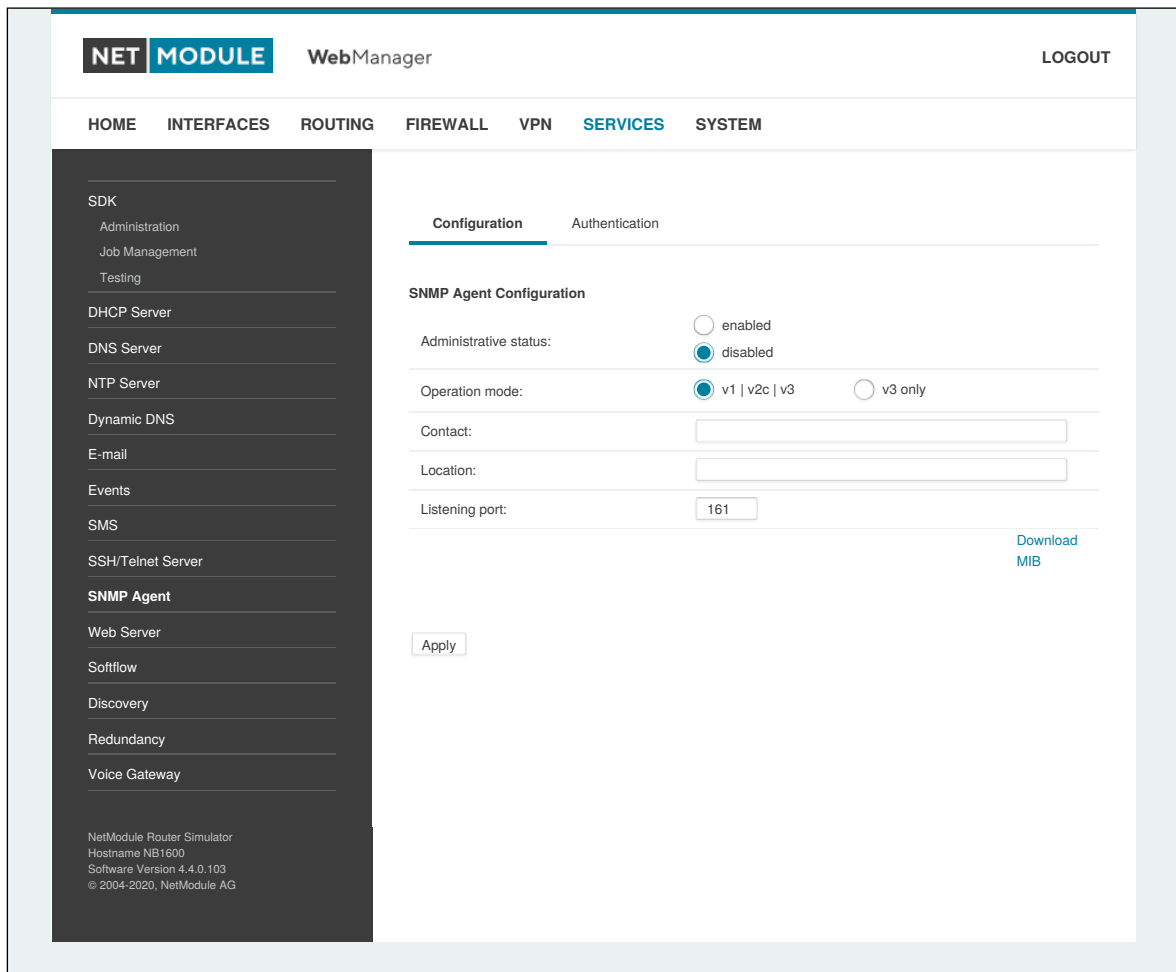 NET MODULE WebManager LOGOUT
HOME INTERFACES ROUTING FIREWALL VPN SERVICES SYSTEM
SDK
Administration
Job Management
Testing
DHCP Server
DNS Server
NTP Server
Dynamic DNS
E-mail
Events
SMS
SSH/Telnet Server
SNMP Agent
Web Server
Softflow
Discovery
Redundancy
Voice Gateway
NetModule Router Simulator
Hostname NB1600
Software Version 4.4.0.103
© 2004-2020, NetModule AG
Configuration Authentication
SNMP Agent Configuration
Administrative status:
enabled
disabled
Operation mode: v1 | v2c | v3 v3 only
Contact:
Location:
Listening port: 161
Download
MIB
Apply